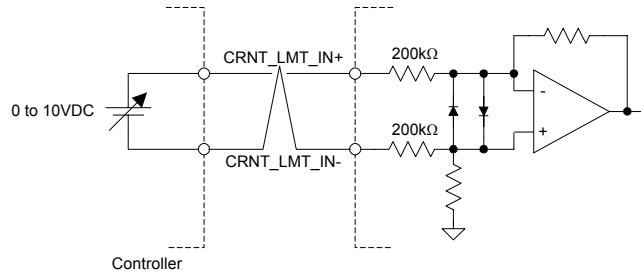 CRNT_LMT_IN+
200kΩ
0 to 10VDC
-
+
200kΩ
CRNT_LMT_IN-
Controller